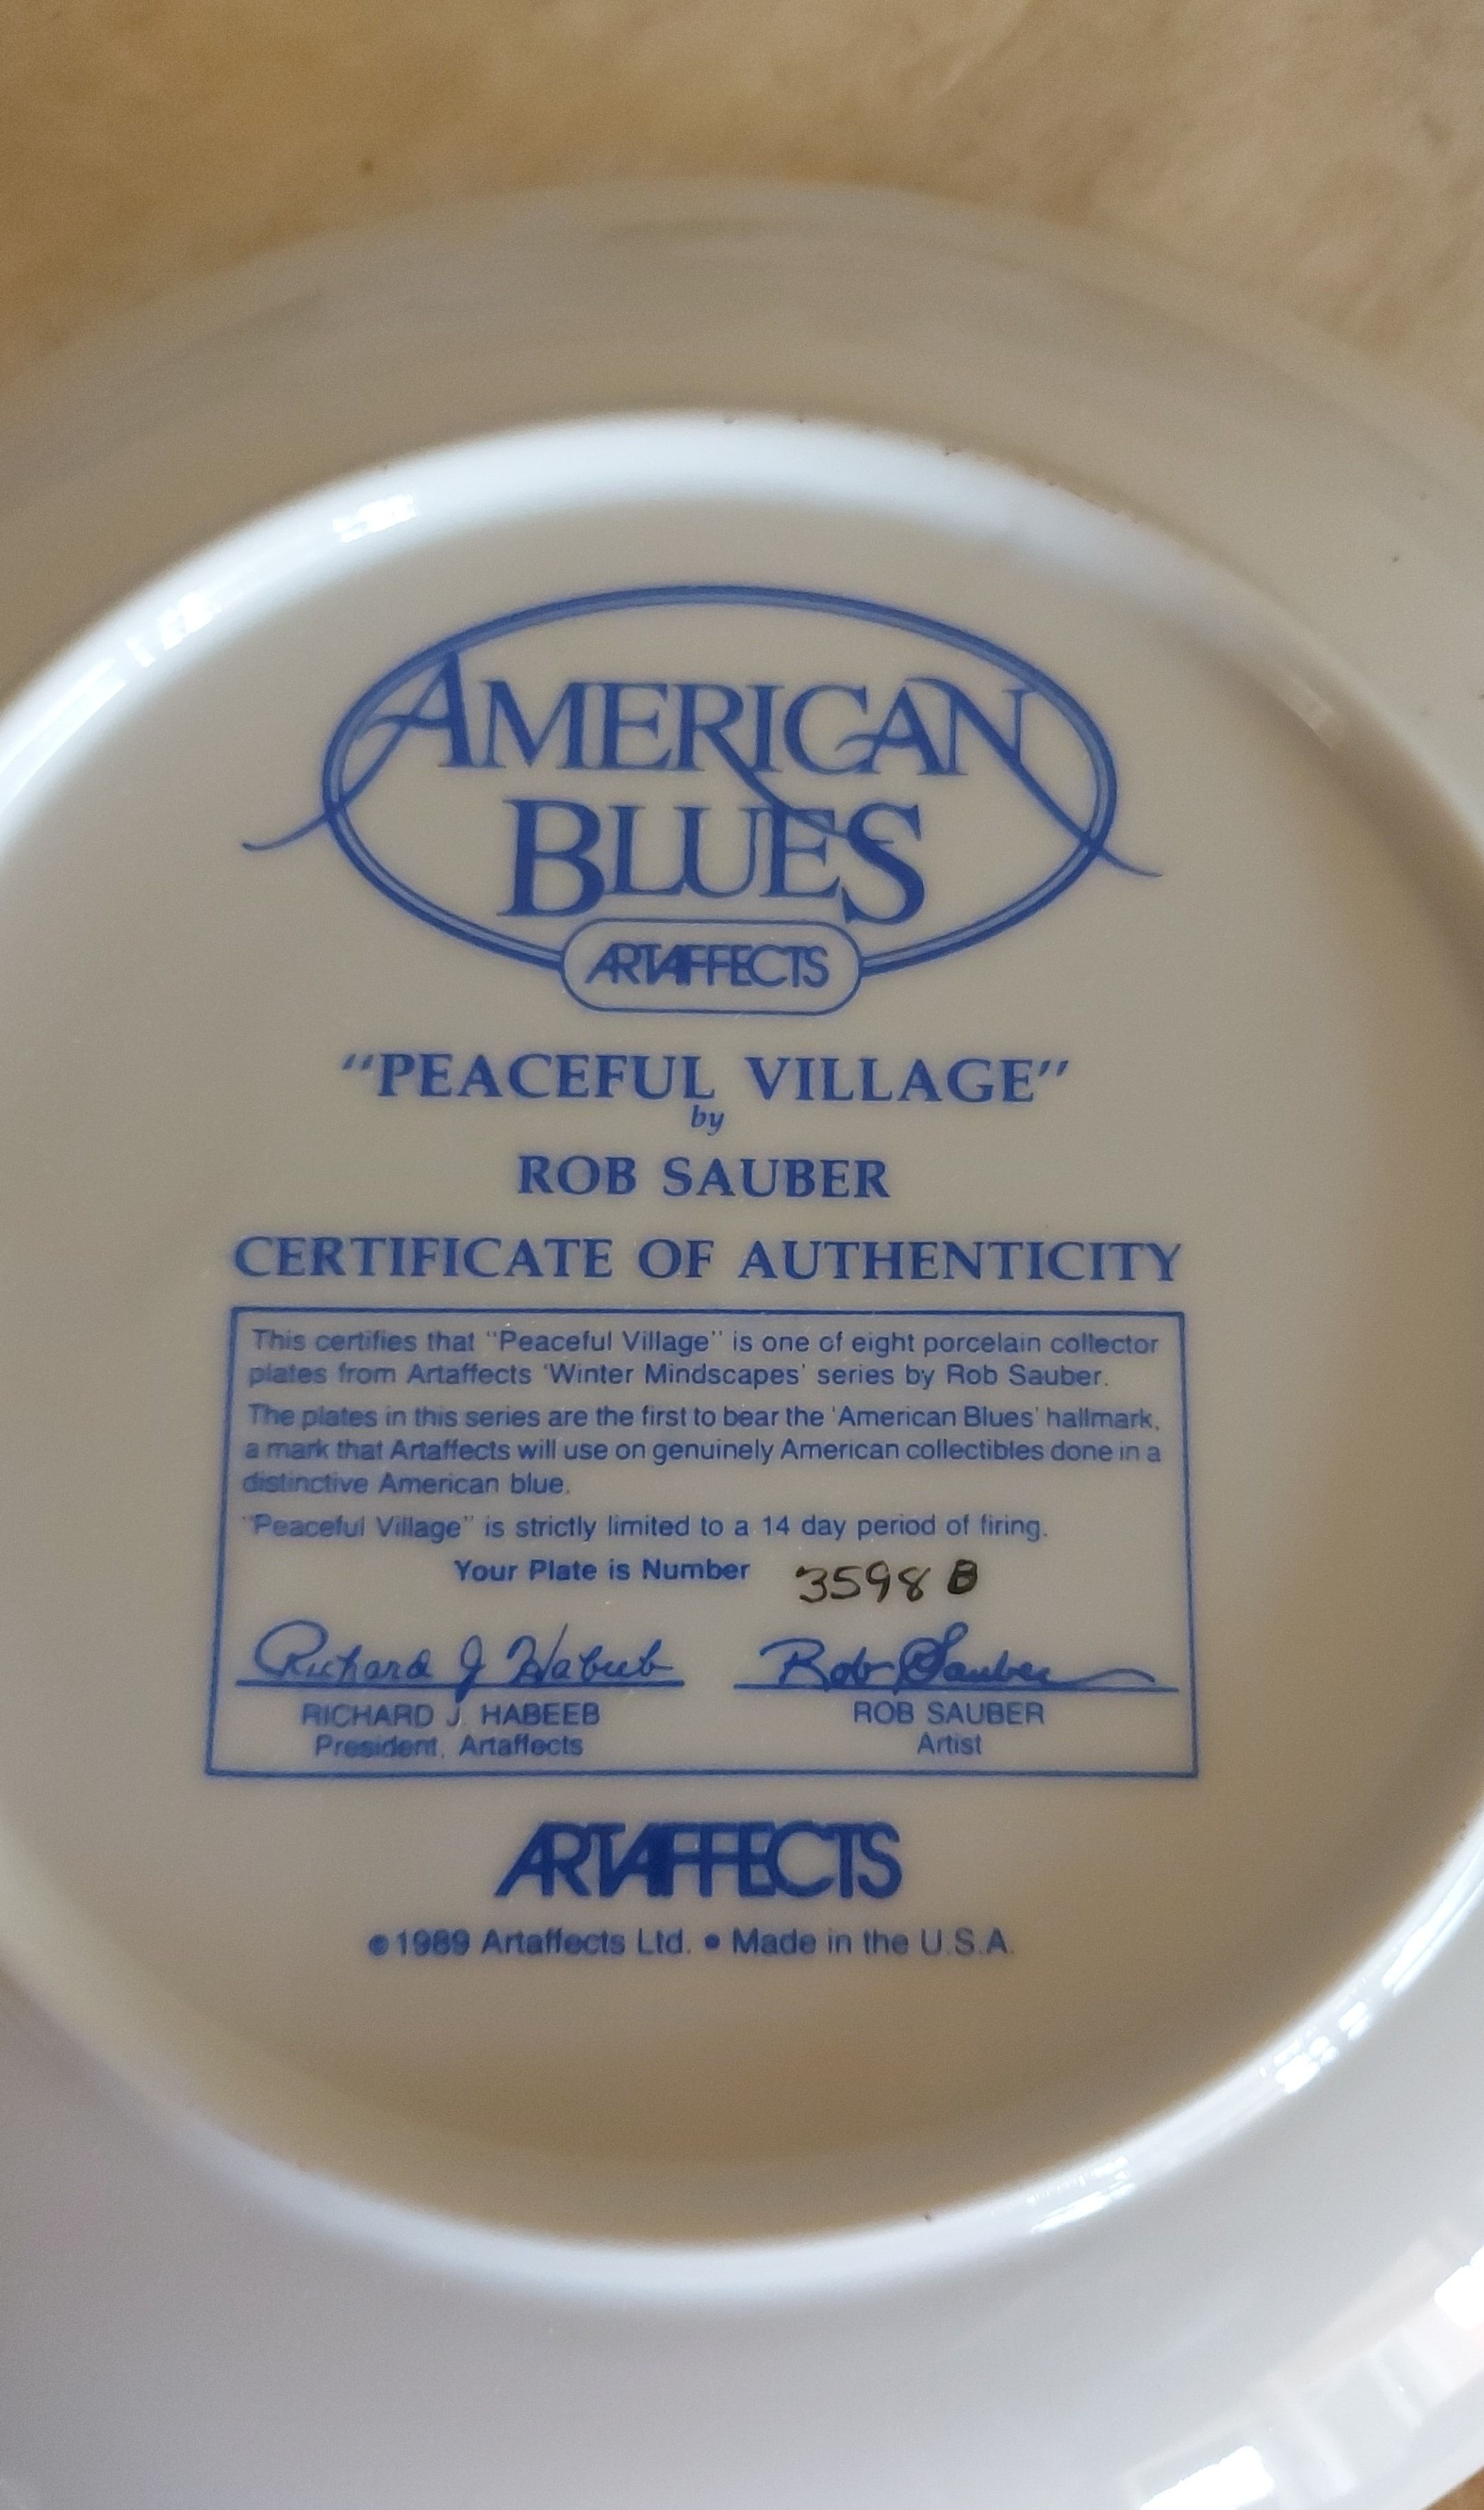 AMERICAN
BLUES
ARTAFFECTS
"PEACEFUL VILLAGE"
by
ROB SAUBER
CERTIFICATE OF AUTHENTICITY
This certifies that "Peaceful Village" is one of eight porcelain collector
plates from Artaffects 'Winter Mindscapes' series by Rob Sauber.
The plates in this series are the first to bear the 'American Blues' hallmark,
a mark that Artaffects will use on genuinely American collectibles done in a
distinctive American blue.
"Peaceful Village" is strictly limited to a 14 day period of firing.
Your Plate is Number 3598 B
Richard J Habeeb Rob Sauber
RICHARD J. HABEEB ROB SAUBER
President, Artaffects Artist
ARTAFFECTS
©1989 Artaffects Ltd. • Made in the U.S.A.